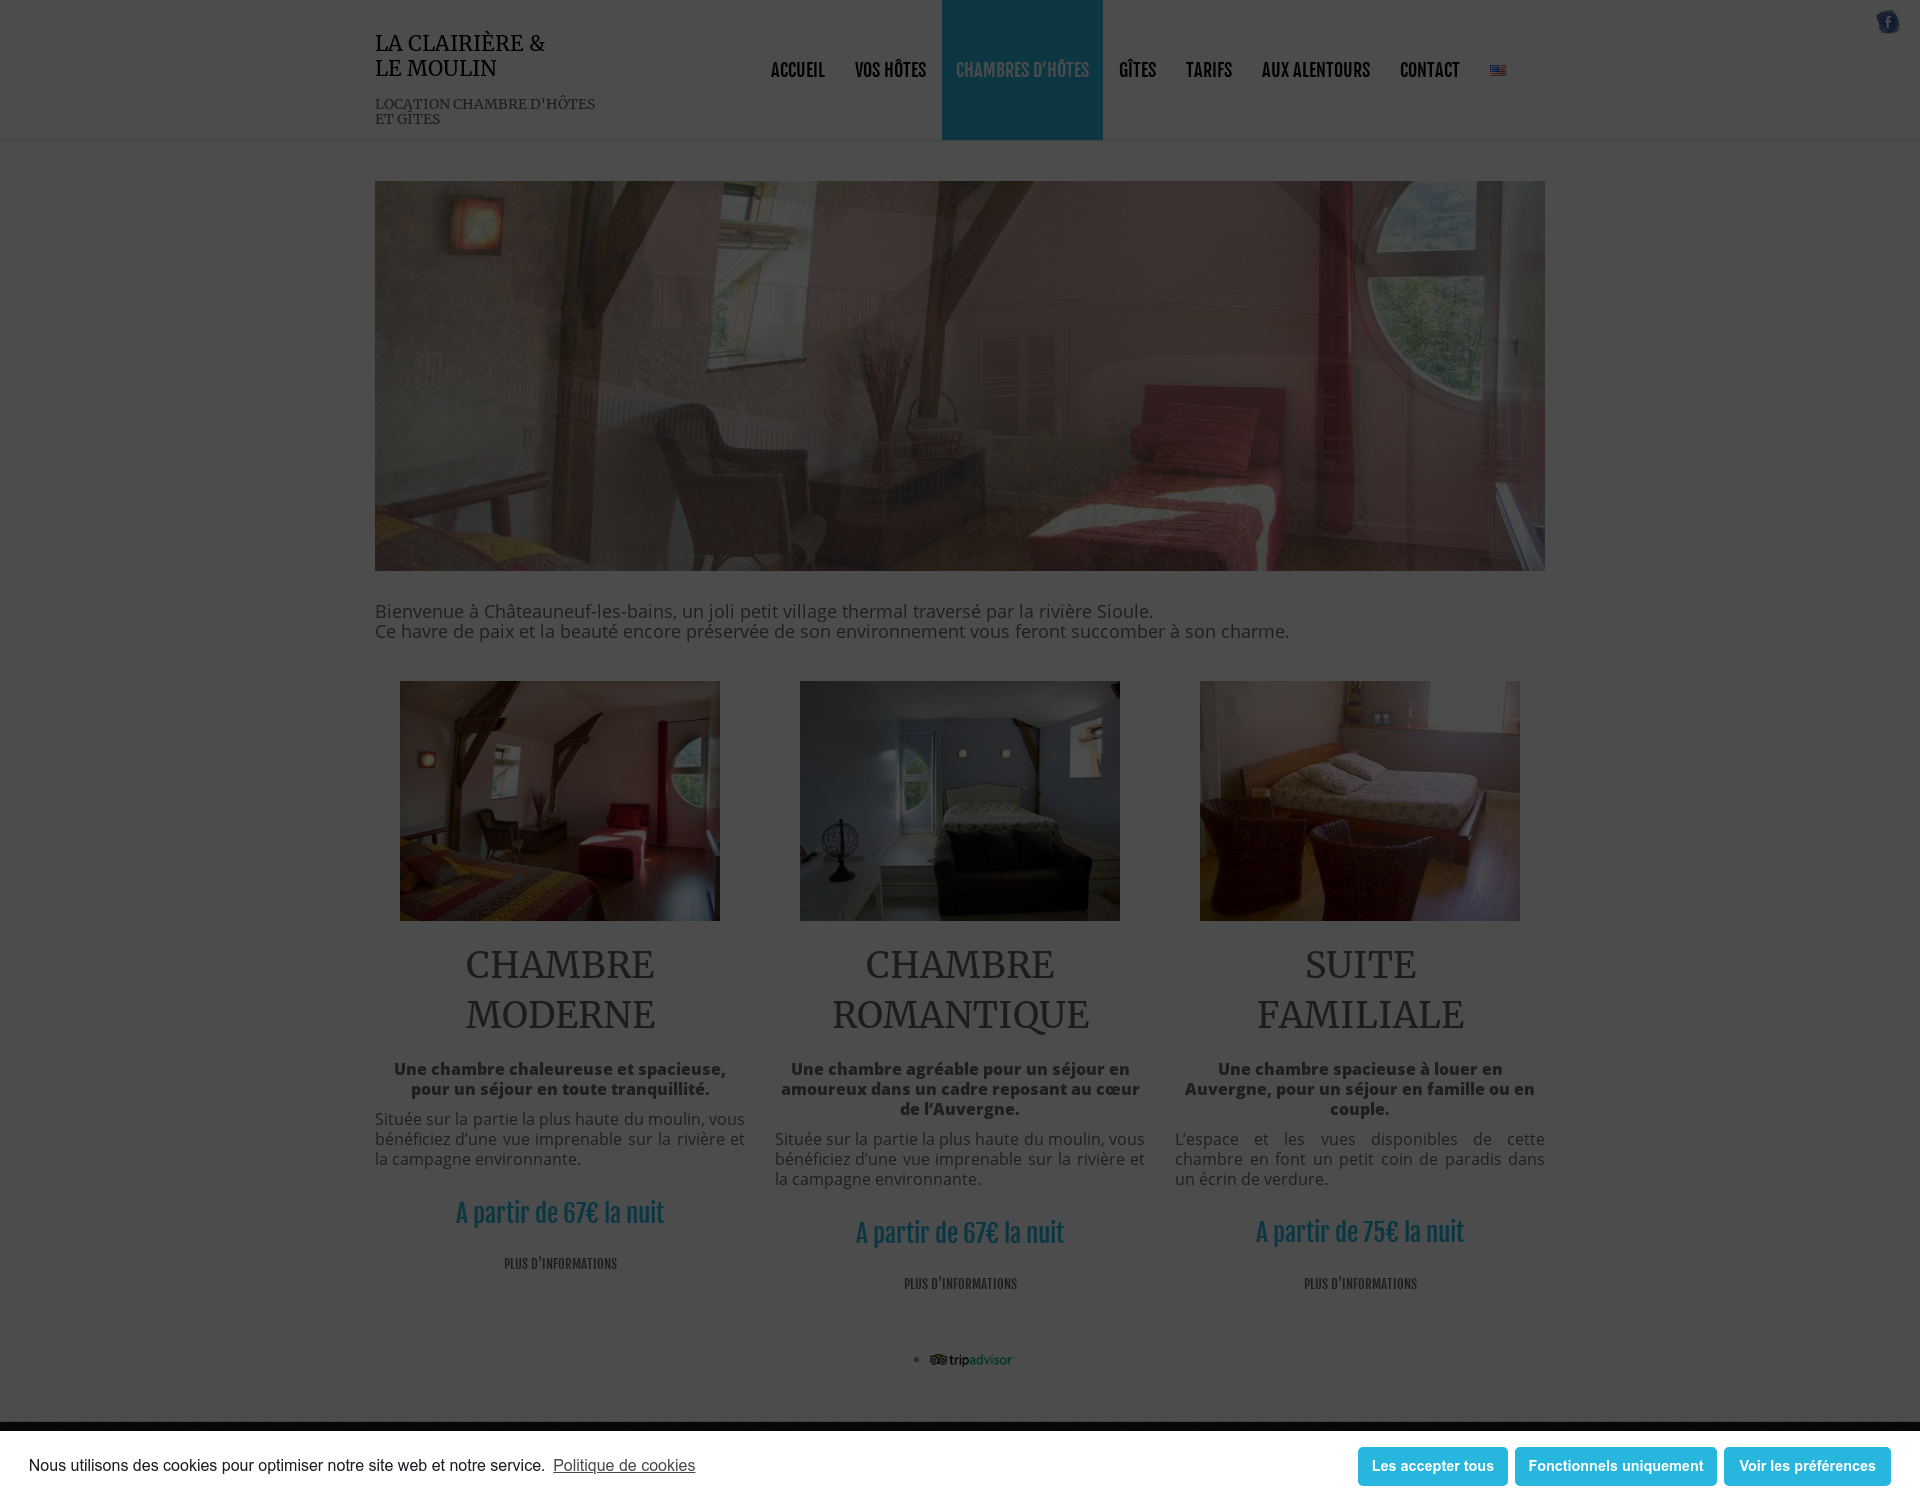 LA CLAIRIÈRE &
LE MOULIN
LOCATION CHAMBRE D'HÔTES
ET GÎTES
ACCUEIL
VOS HÔTES
CHAMBRES D’HÔTES
GÎTES
TARIFS
AUX ALENTOURS
CONTACT
Bienvenue à Châteauneuf-les-bains, un joli petit village thermal traversé par la rivière Sioule.
Ce havre de paix et la beauté encore préservée de son environnement vous feront succomber à son charme.
CHAMBRE
MODERNE
Une chambre chaleureuse et spacieuse,
pour un séjour en toute tranquillité.
Située sur la partie la plus haute du moulin, vous
bénéficiez d’une vue imprenable sur la rivière et
la campagne environnante.
A partir de 67€ la nuit
PLUS D'INFORMATIONS
CHAMBRE
ROMANTIQUE
Une chambre agréable pour un séjour en
amoureux dans un cadre reposant au cœur
de l’Auvergne.
Située sur la partie la plus haute du moulin, vous
bénéficiez d’une vue imprenable sur la rivière et
la campagne environnante.
A partir de 67€ la nuit
PLUS D'INFORMATIONS
SUITE
FAMILIALE
Une chambre spacieuse à louer en
Auvergne, pour un séjour en famille ou en
couple.
L’espace et les vues disponibles de cette
chambre en font un petit coin de paradis dans
un écrin de verdure.
A partir de 75€ la nuit
PLUS D'INFORMATIONS
tripadvisor
Nous utilisons des cookies pour optimiser notre site web et notre service. Politique de cookies
Les accepter tous
Fonctionnels uniquement
Voir les préférences